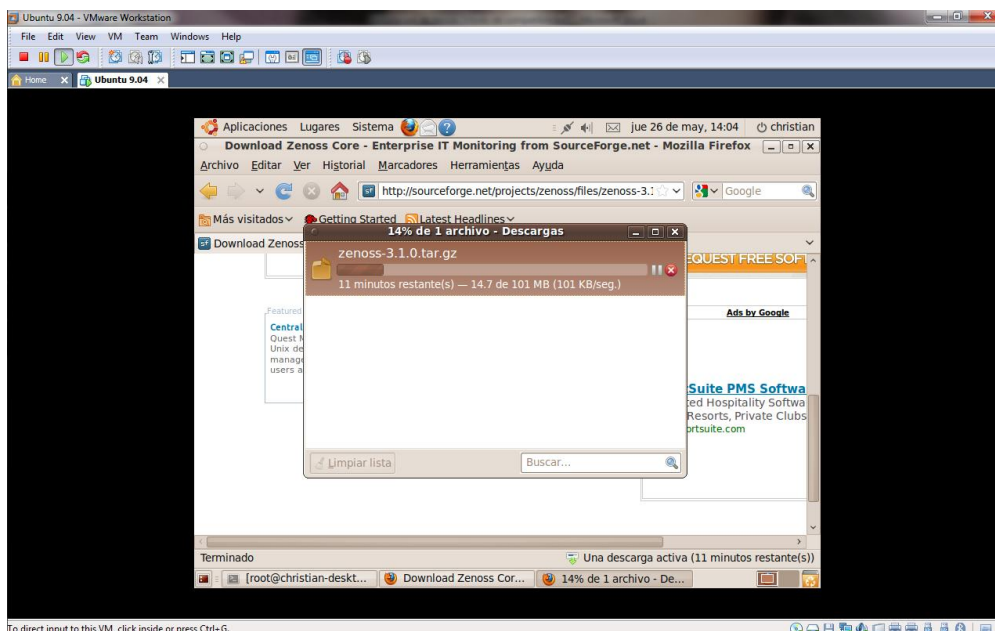 Ubuntu 9.04 - VMware Workstation
File Edit View VM Team Windows Help
Home Ubuntu 9.04
Aplicaciones Lugares Sistema jue 26 de may, 14:04 christian
Download Zenoss Core - Enterprise IT Monitoring from SourceForge.net - Mozilla Firefox
Archivo Editar Ver Historial Marcadores Herramientas Ayuda
http://sourceforge.net/projects/zenoss/files/zenoss-3.1 Google
Más visitados Getting Started Latest Headlines
Download Zenoss
14% de 1 archivo - Descargas
zenoss-3.1.0.tar.gz
11 minutos restante(s) — 14.7 de 101 MB (101 KB/seg.)
EQUEST FREE SOFT
Featured
Ads by Google
Central
Quest
Unix de
manage
users a
Suite PMS Softwa
ted Hospitality Softwa
Resorts, Private Clubs
ortsuite.com
Limpiar lista Buscar...
Terminado Una descarga activa (11 minutos restante(s))
[root@christian-deskt... Download Zenoss Cor... 14% de 1 archivo - De...
To direct input to this VM, click inside or press Ctrl+G.